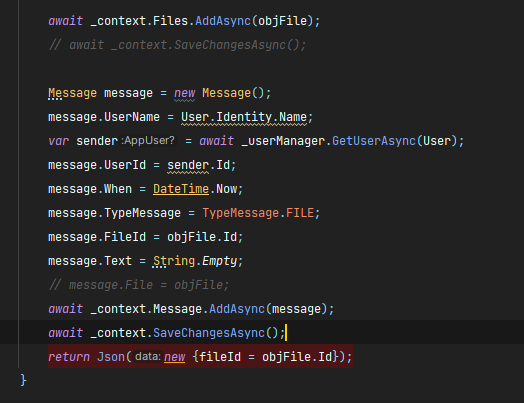 await _context.Files.AddAsync(objFile);
// await _context.SaveChangesAsync();
Message message = new Message();
message.UserName = User.Identity.Name;
var sender :AppUser? = await _userManager.GetUserAsync(User);
message.UserId = sender.Id;
message.When = DateTime.Now;
message.TypeMessage = TypeMessage.FILE;
message.FileId = objFile.Id;
message.Text = String.Empty;
// message.File = objFile;
await _context.Message.AddAsync(message);
await _context.SaveChangesAsync();
return Json( data: new {fileId = objFile.Id});
}